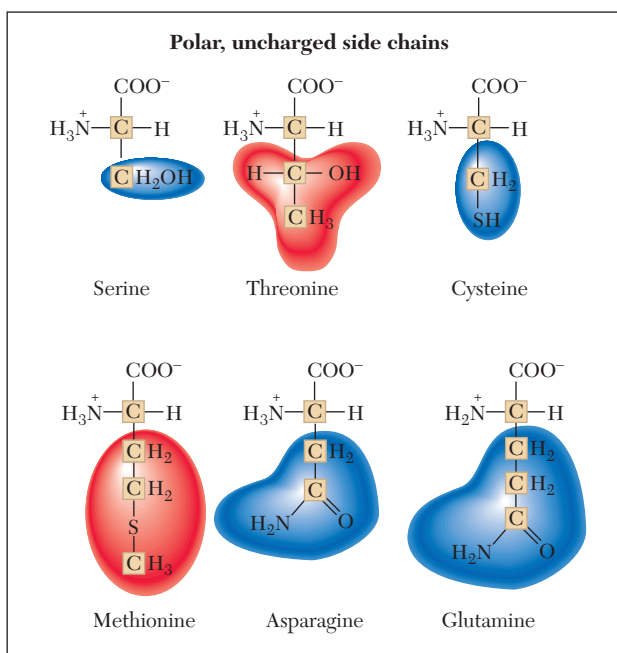 Polar, uncharged side chains
COO⁻ COO⁻ COO⁻
H₃N⁺—C—H H₃N⁺—C—H H₃N⁺—C—H
CH₂OH H—C—OH CH₂
CH₃ SH
Serine Threonine Cysteine
COO⁻ COO⁻ COO⁻
H₃N⁺—C—H H₃N⁺—C—H H₂N⁺—C—H
CH₂ CH₂ CH₂
CH₂ C CH₂
S H₂N O C
CH₃ H₂N O
Methionine Asparagine Glutamine